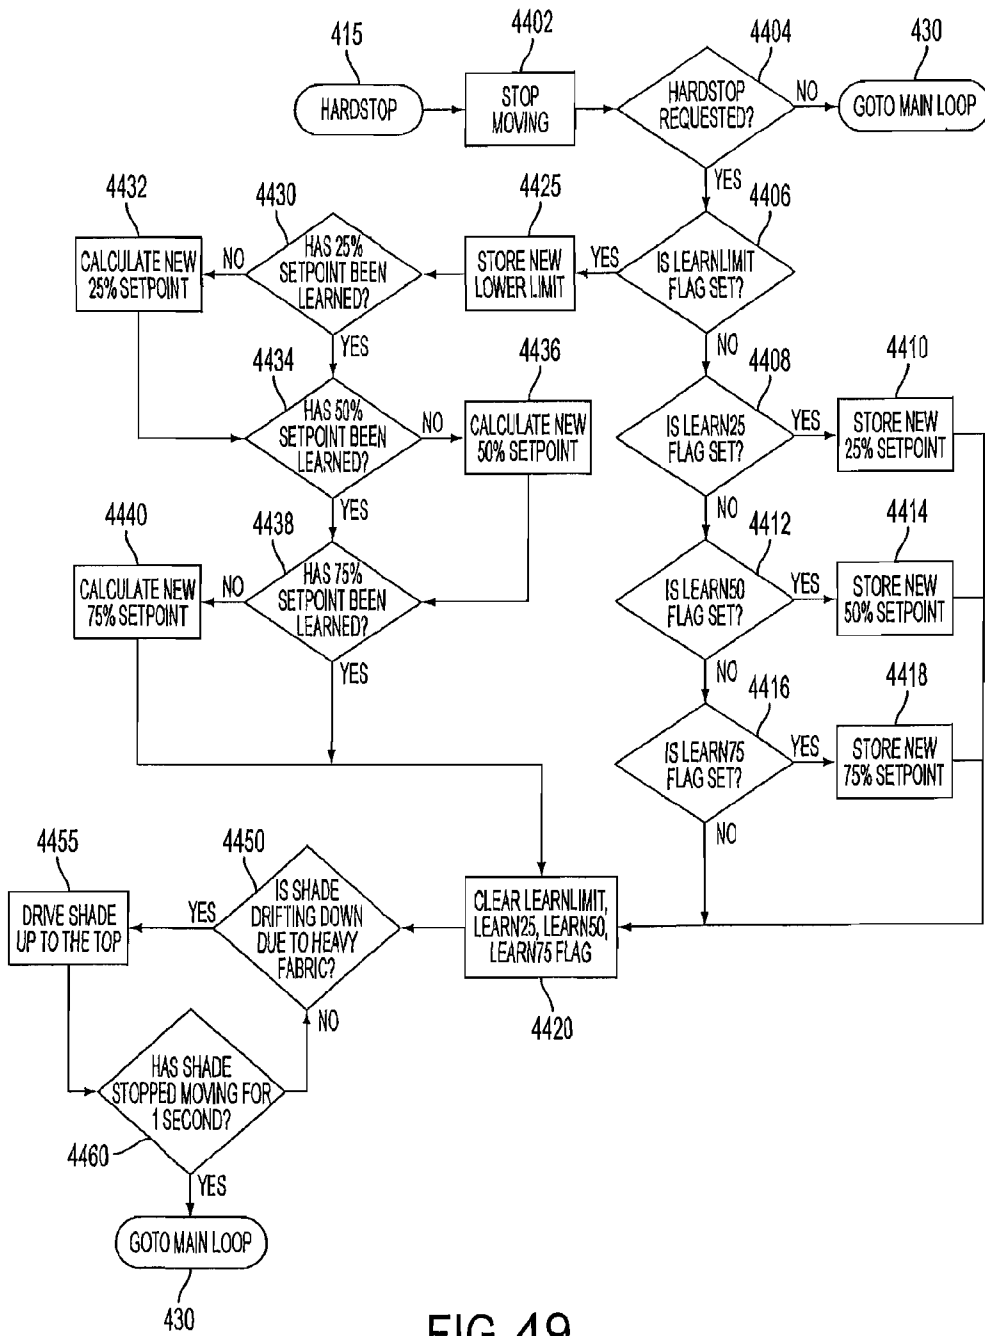 415
4402
4404
430
HARDSTOP
STOP
MOVING
HARDSTOP
REQUESTED?
NO
GOTO MAIN LOOP
YES
4432
4430
4425
4406
CALCULATE NEW
25% SETPOINT
NO
HAS 25%
SETPOINT BEEN
LEARNED?
STORE NEW
LOWER LIMIT
YES
IS LEARNLIMIT
FLAG SET?
YES
NO
4434
4436
4408
4410
HAS 50%
SETPOINT BEEN
LEARNED?
NO
CALCULATE NEW
50% SETPOINT
IS LEARN25
FLAG SET?
YES
STORE NEW
25% SETPOINT
YES
NO
4440
4438
4412
4414
CALCULATE NEW
75% SETPOINT
NO
HAS 75%
SETPOINT BEEN
LEARNED?
IS LEARN50
FLAG SET?
YES
STORE NEW
50% SETPOINT
YES
NO
4416
4418
IS LEARN75
FLAG SET?
YES
STORE NEW
75% SETPOINT
NO
4455
4450
DRIVE SHADE
UP TO THE TOP
YES
IS SHADE
DRIFTING DOWN
DUE TO HEAVY
FABRIC?
CLEAR LEARNLIMIT,
LEARN25, LEARN50,
LEARN75 FLAG
NO
4420
HAS SHADE
STOPPED MOVING FOR
1 SECOND?
4460
YES
GOTO MAIN LOOP
430
FIG.49